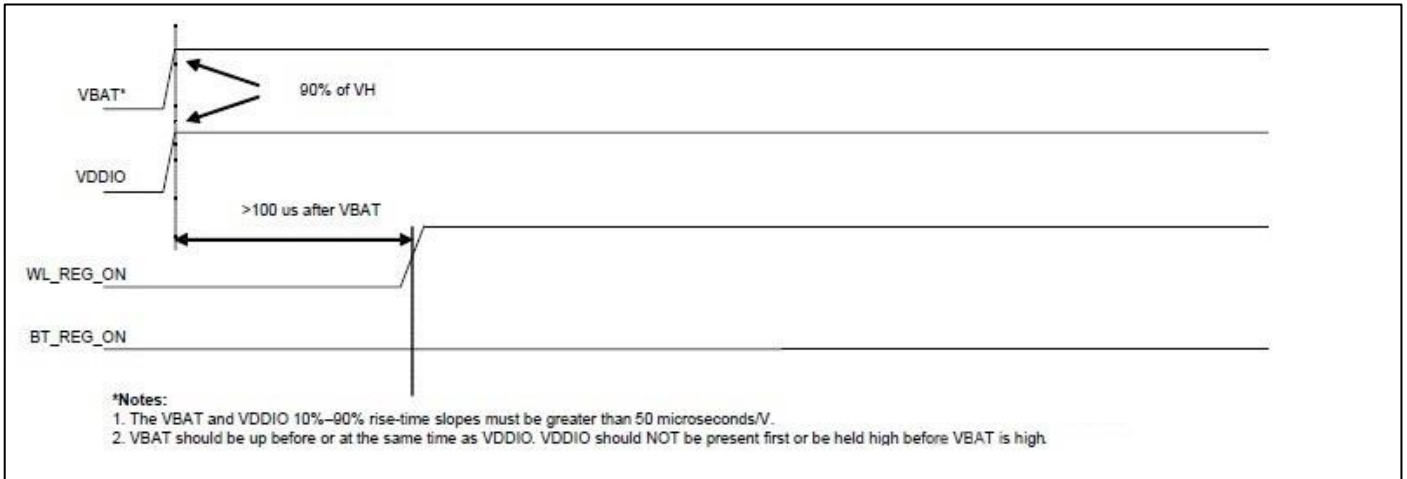 VBAT*
90% of VH
VDDIO
>100 us after VBAT
WL_REG_ON
BT_REG_ON
*Notes:
1. The VBAT and VDDIO 10%–90% rise-time slopes must be greater than 50 microseconds/V.
2. VBAT should be up before or at the same time as VDDIO. VDDIO should NOT be present first or be held high before VBAT is high.